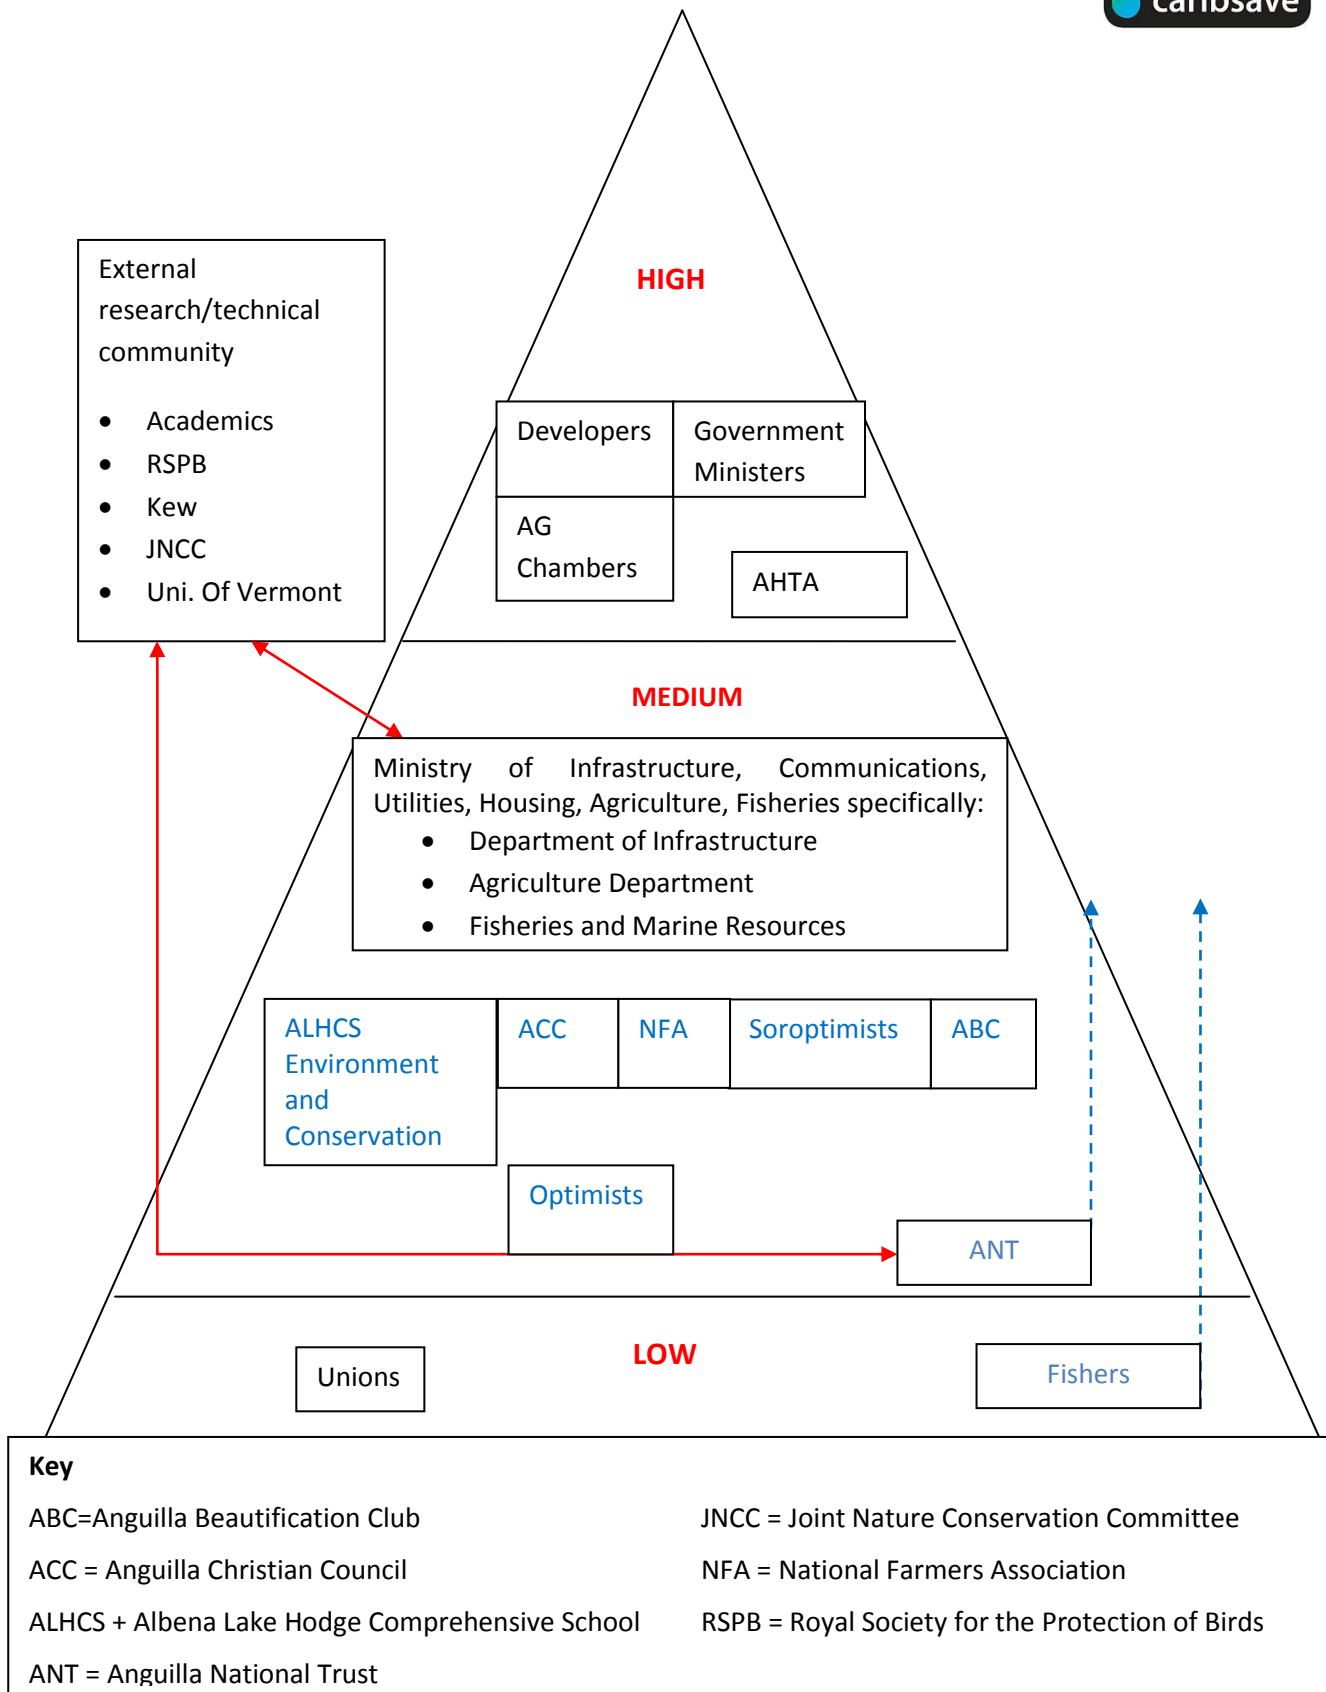 caribsave
HIGH
External
research/technical
community
• Academics
• RSPB
• Kew
• JNCC
• Uni. Of Vermont
Developers
Government
Ministers
AG
Chambers
AHTA
MEDIUM
Ministry of Infrastructure, Communications,
Utilities, Housing, Agriculture, Fisheries specifically:
• Department of Infrastructure
• Agriculture Department
• Fisheries and Marine Resources
ALHCS
Environment
and
Conservation
ACC
NFA
Soroptimists
ABC
Optimists
ANT
LOW
Unions
Fishers
Key
ABC=Anguilla Beautification Club
ACC = Anguilla Christian Council
ALHCS + Albena Lake Hodge Comprehensive School
ANT = Anguilla National Trust
JNCC = Joint Nature Conservation Committee
NFA = National Farmers Association
RSPB = Royal Society for the Protection of Birds